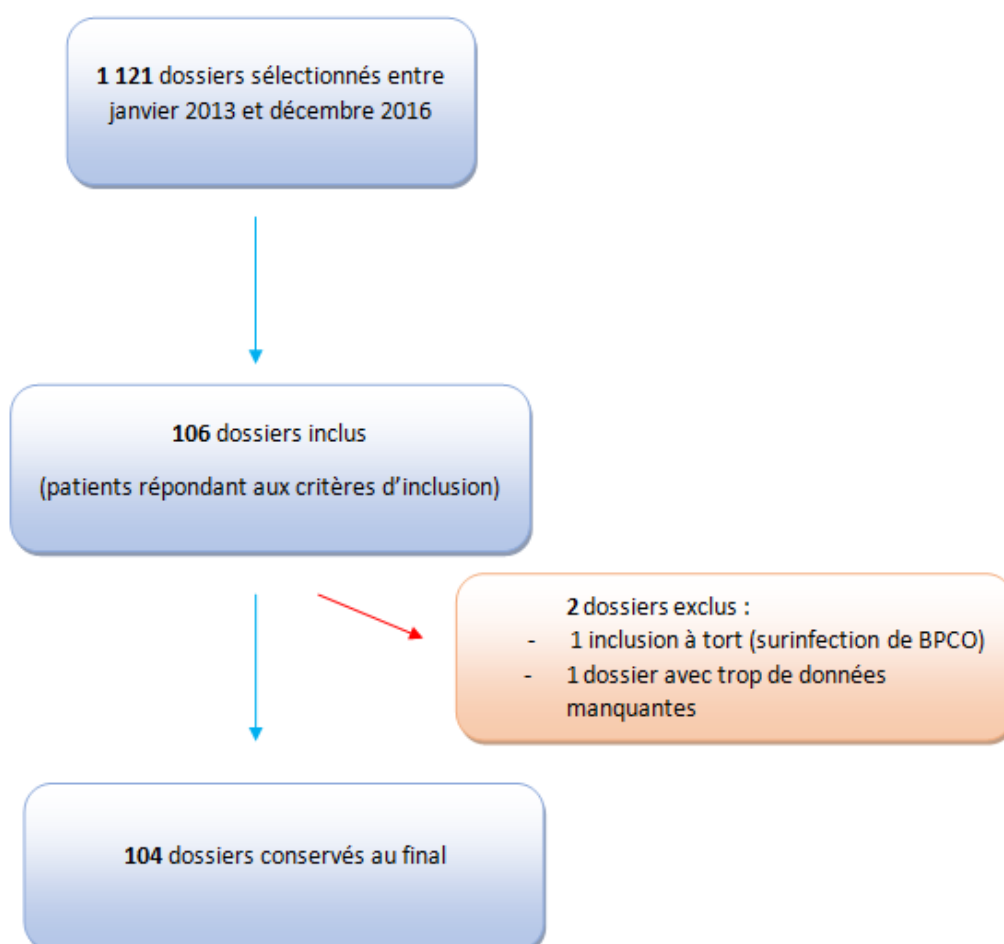 1 121 dossiers sélectionnés entre
janvier 2013 et décembre 2016
106 dossiers inclus
(patients répondant aux critères d’inclusion)
2 dossiers exclus :
- 1 inclusion à tort (surinfection de BPCO)
- 1 dossier avec trop de données
manquantes
104 dossiers conservés au final